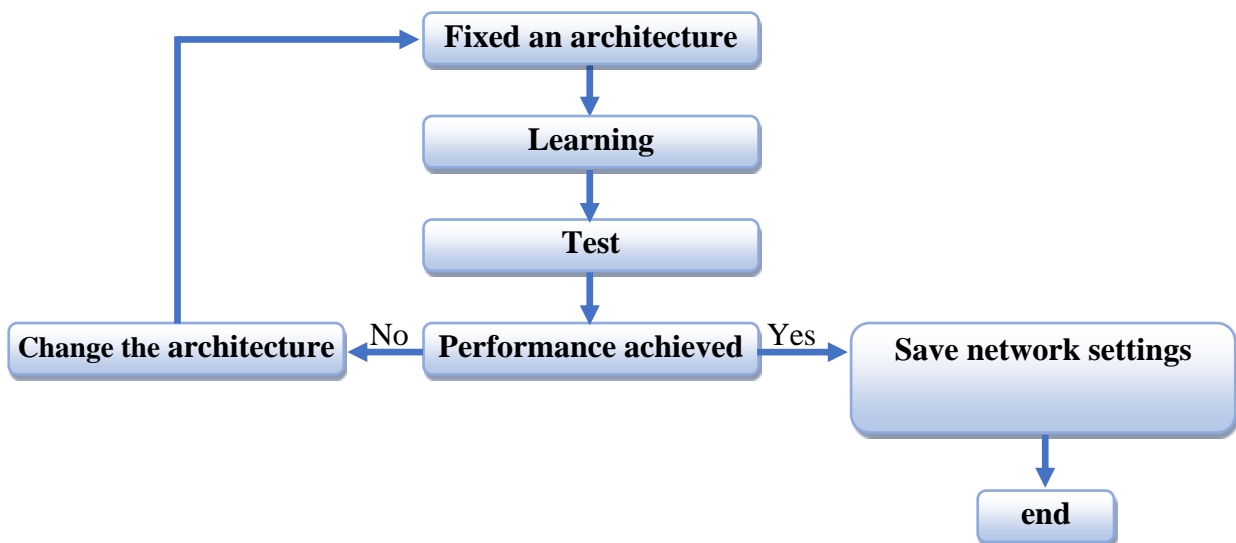 Fixed an architecture
Learning
Test
Change the architecture
No
Performance achieved
Yes
Save network settings
end